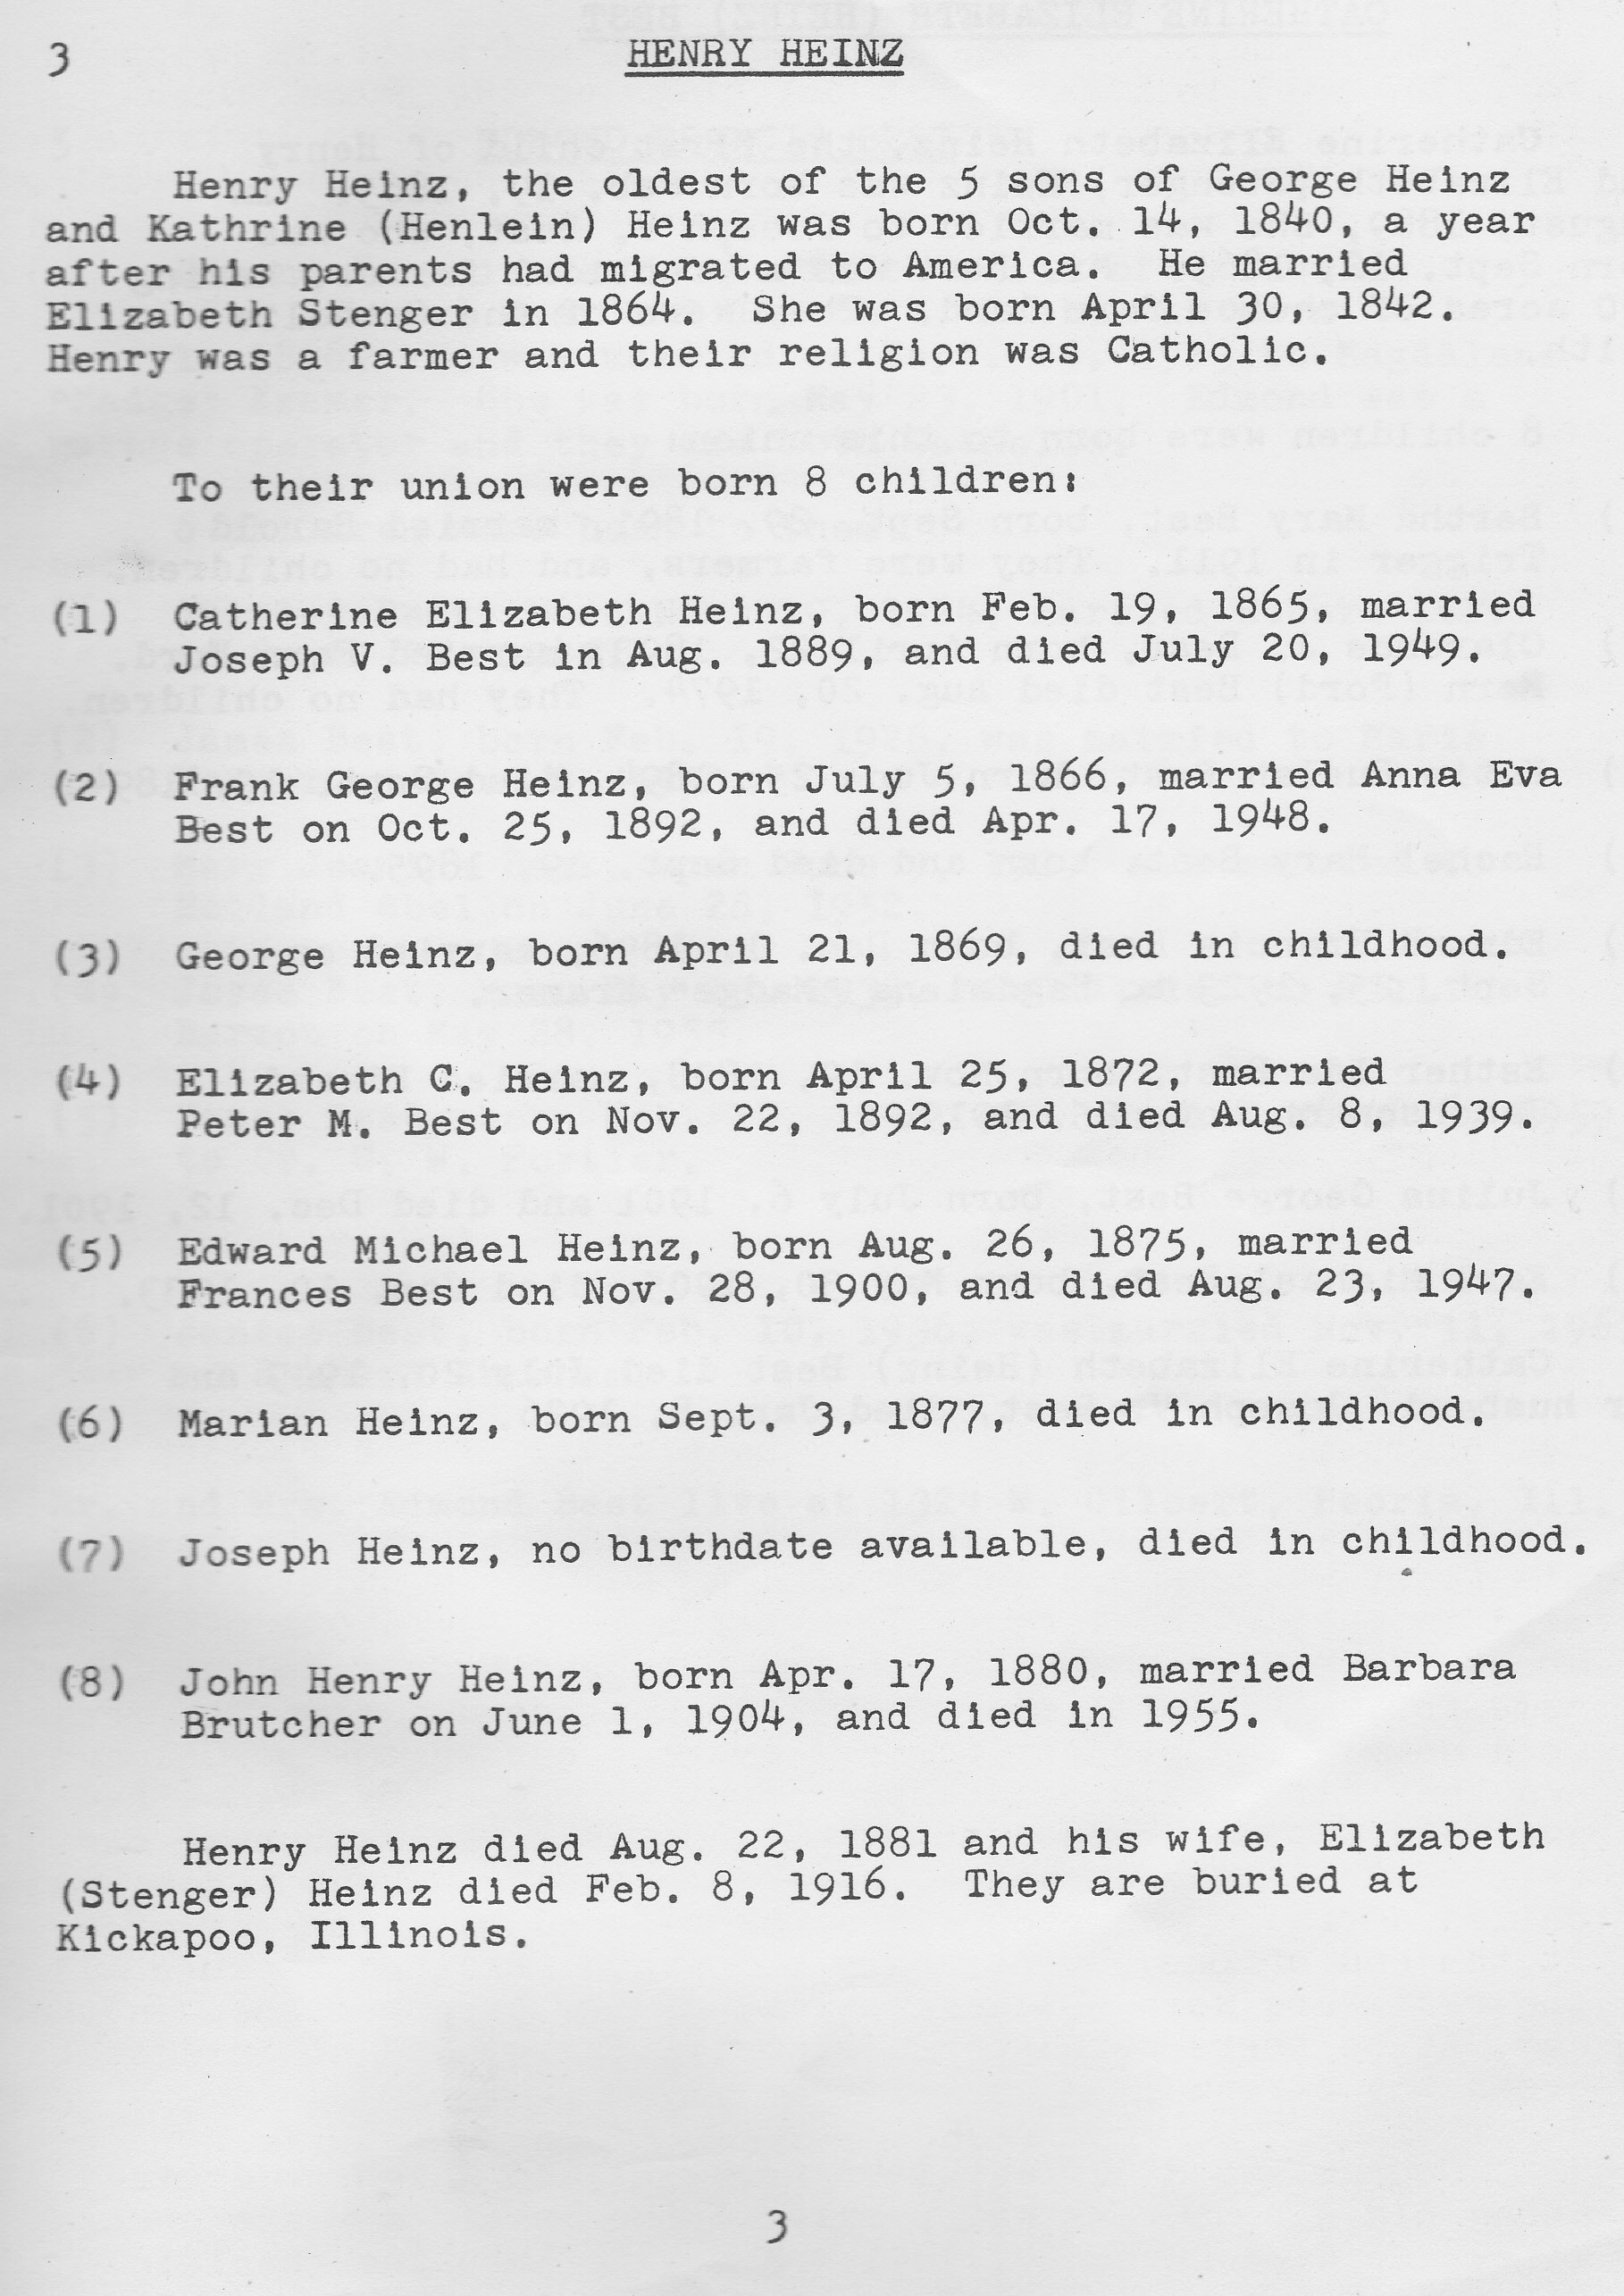 3 HENRY HEINZ
Henry Heinz, the oldest of the 5 sons of George Heinz
and Kathrine (Henlein) Heinz was born Oct. 14, 1840, a year
after his parents had migrated to America. He married
Elizabeth Stenger in 1864. She was born April 30, 1842.
Henry was a farmer and their religion was Catholic.
To their union were born 8 children:
(1) Catherine Elizabeth Heinz, born Feb. 19, 1865, married
Joseph V. Best in Aug. 1889, and died July 20, 1949.
(2) Frank George Heinz, born July 5, 1866, married Anna Eva
Best on Oct. 25, 1892, and died Apr. 17, 1948.
(3) George Heinz, born April 21, 1869, died in childhood.
(4) Elizabeth C. Heinz, born April 25, 1872, married
Peter M. Best on Nov. 22, 1892, and died Aug. 8, 1939.
(5) Edward Michael Heinz, born Aug. 26, 1875, married
Frances Best on Nov. 28, 1900, and died Aug. 23, 1947.
(6) Marian Heinz, born Sept. 3, 1877, died in childhood.
(7) Joseph Heinz, no birthdate available, died in childhood.
(8) John Henry Heinz, born Apr. 17, 1880, married Barbara
Brutcher on June 1, 1904, and died in 1955.
Henry Heinz died Aug. 22, 1881 and his wife, Elizabeth
(Stenger) Heinz died Feb. 8, 1916. They are buried at
Kickapoo, Illinois.
3